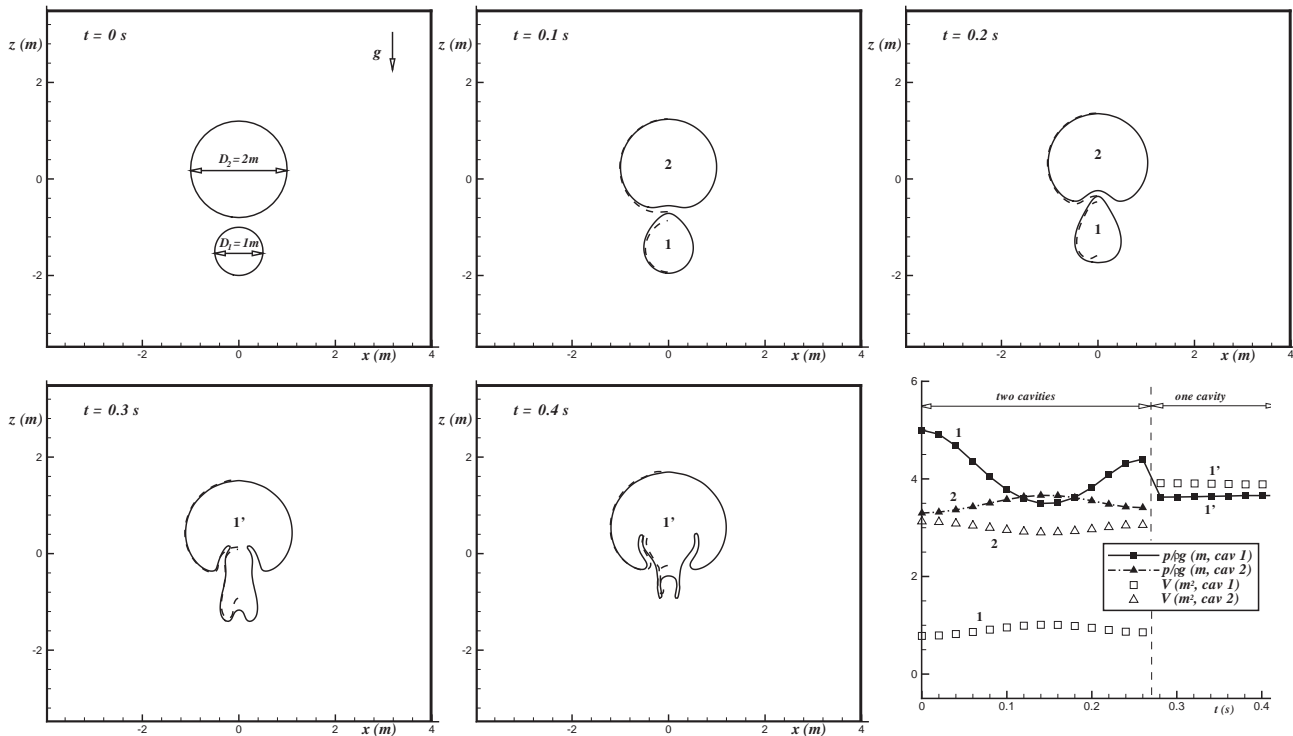 t = 0 s
z (m)
g
2
0
-2
D2 = 2m
D1 = 1m
-2 0 2 4
x (m)
t = 0.1 s
z (m)
2
0
-2
2
1
-2 0 2 4
x (m)
t = 0.2 s
z (m)
2
0
-2
2
1
-2 0 2 4
x (m)
t = 0.3 s
z (m)
2
0
-2
1’
-2 0 2 4
x (m)
t = 0.4 s
z (m)
2
0
-2
1’
-2 0 2 4
x (m)
6
4
2
0
two cavities
one cavity
1
2
2
1
1’
1’
p/ρg (m, cav 1)
p/ρg (m, cav 2)
V (m², cav 1)
V (m², cav 2)
0 0.1 0.2 0.3 0.4
t (s)